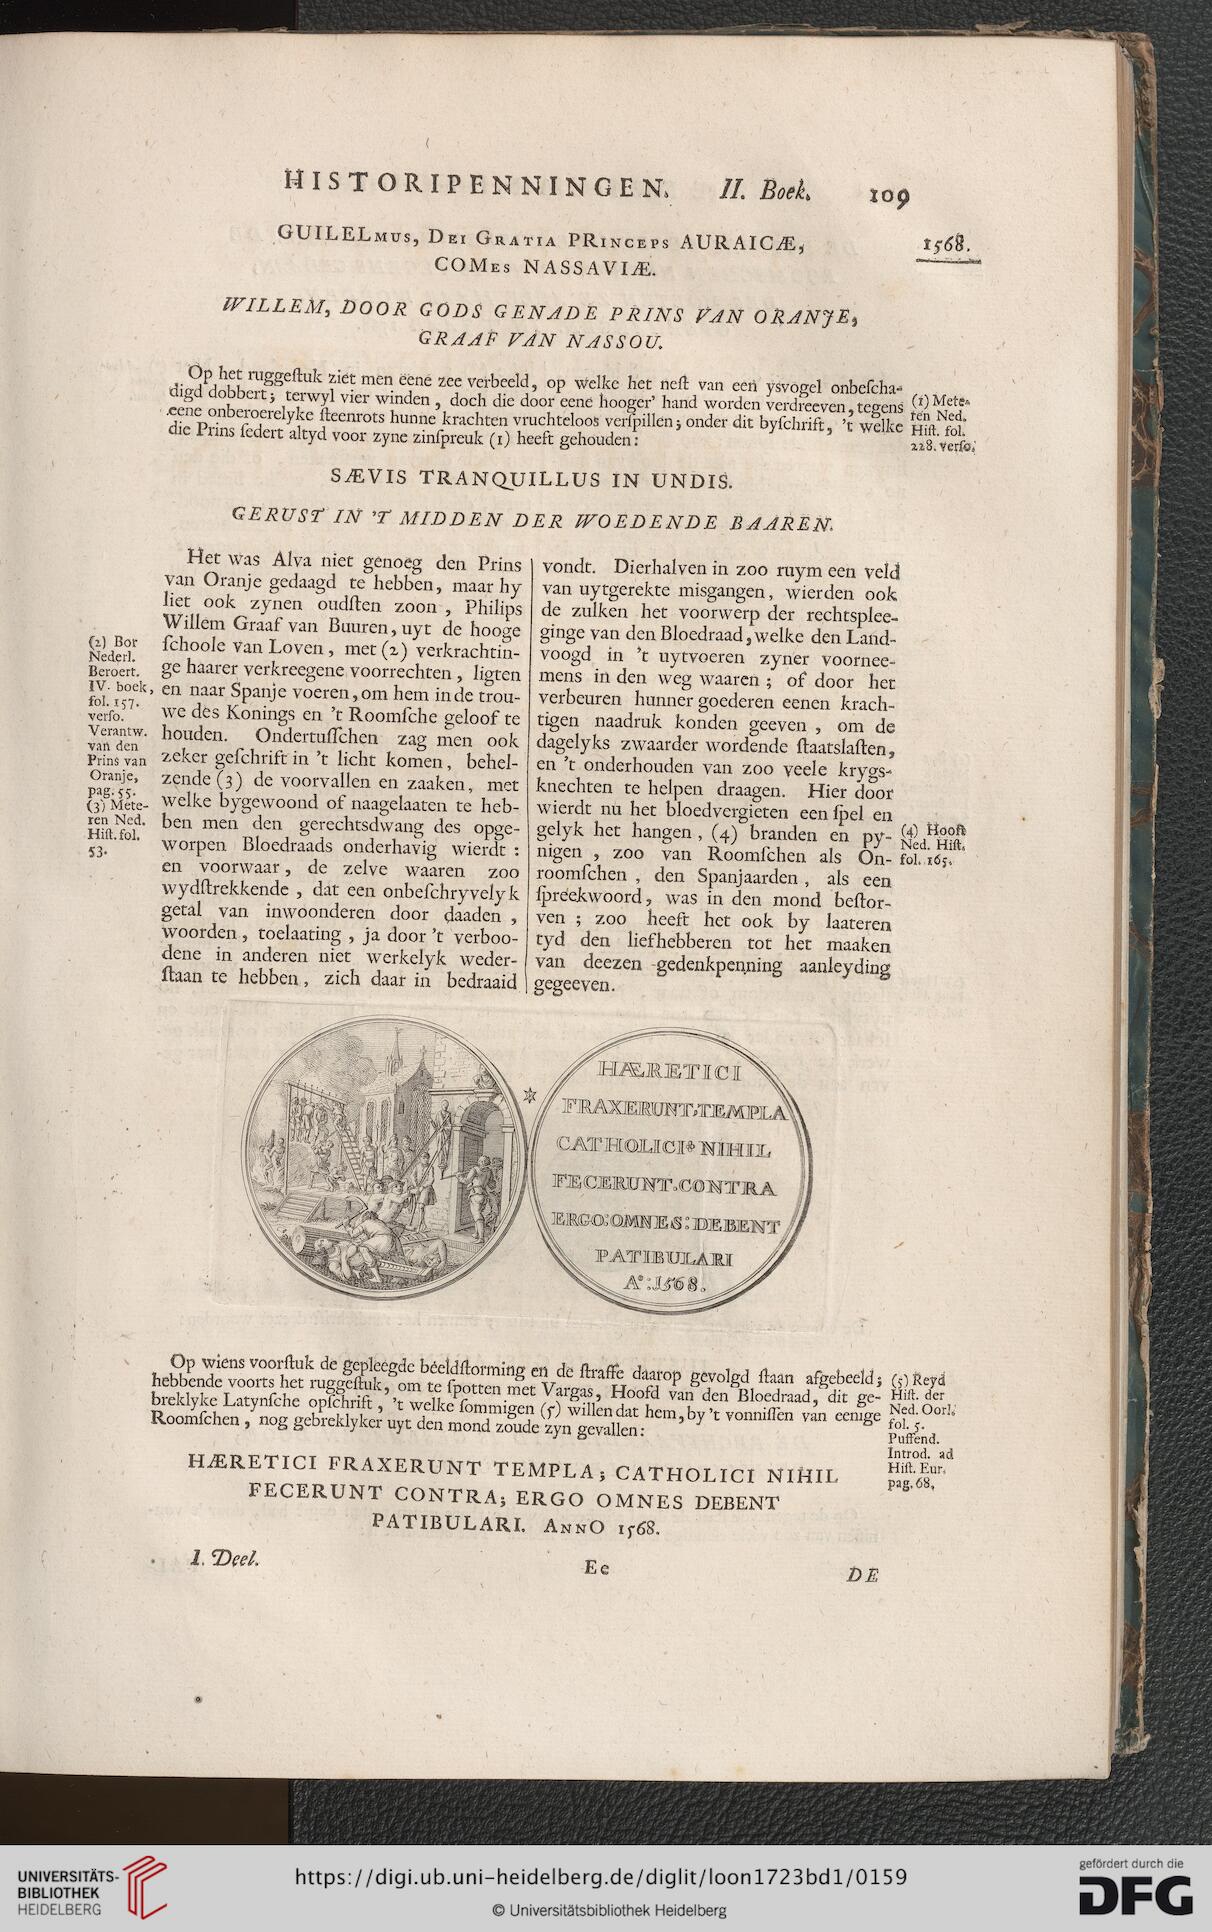 HISTORIPENNINGEN. II. Boek. 109
GUILELMUS, DEI GRATIA PRINCEPS AURAICÆ,
COMES NASSAVIÆ.
1568.
WILLEM, DOOR GODS GENADE PRINS VAN ORANJE,
GRAAF VAN NASSOU.
Op het ruggeſtuk ziet men eene zee verbeeld, op welke het neſt van een ysvogel onbeſcha-
digd dobbert; terwyl vier winden, doch die door eene hooger' hand worden verdreeven, tegens
eene onberoerelyke ſteenrots hunne krachten vruchteloos verſpillen; onder dit byſchrift, 't welke
die Prins ſedert altyd voor zyne zinſpreuk (1) heeft gehouden:
(1) Mete-
ren Ned.
Hiſt. fol.
228. verſo.
SÆVIS TRANQUILLUS IN UNDIS.
GERUST IN 'T MIDDEN DER WOEDENDE BAAREN.
Het was Alva niet genoeg den Prins
van Oranje gedaagd te hebben, maar hy
liet ook zynen oudſten zoon, Philips
Willem Graaf van Buuren, uyt de hooge
ſchoole van Loven, met (2) verkrachtin-
ge haarer verkreegene voorrechten, ligten
en naar Spanje voeren, om hem in de trou-
we des Konings en 't Roomſche geloof te
houden. Ondertuſſchen zag men ook
zeker geſchrift in 't licht komen, behel-
zende (3) de voorvallen en zaaken, met
welke bygewoond of naagelaaten te heb-
ben men den gerechtsdwang des opge-
worpen Bloedraads onderhavig wierdt:
en voorwaar, de zelve waaren zoo
wydſtrekkende, dat een onbeſchryvelyk
getal van inwoonderen door daaden,
woorden, toelaating, ja door 't verboo-
dene in anderen niet werkelyk weder-
ſtaan te hebben, zich daar in bedraaid
(2) Bor
Nederl.
Beroert.
IV. boek,
fol. 157.
verſo.
Verantw.
van den
Prins van
Oranje,
pag. 55.
(3) Mete-
ren Ned.
Hiſt. fol.
53.
vondt. Dierhalven in zoo ruym een veld
van uytgerekte misgangen, wierden ook
de zulken het voorwerp der rechtsplee-
ginge van den Bloedraad, welke den Land-
voogd in 't uytvoeren zyner voornee-
mens in den weg waaren; of door het
verbeuren hunner goederen eenen krach-
tigen naadruk konden geeven, om de
dagelyks zwaarder wordende ſtaatslaſten,
en 't onderhouden van zoo veele krygs-
knechten te helpen draagen. Hier door
wierdt nu het bloedvergieten een ſpel en
gelyk het hangen, (4) branden en py-
nigen, zoo van Roomſchen als On-
roomſchen, den Spanjaarden, als een
ſpreekwoord, was in den mond beſtor-
ven; zoo heeft het ook by laateren
tyd den liefhebberen tot het maaken
van deezen gedenkpenning aanleyding
gegeeven.
(4) Hooft
Ned. Hiſt.
fol. 165.
HÆRETICI
FRAXERUNT.TEMPLA
CATHOLICI NIHIL
FECERUNT.CONTRA
ERGO:OMNES:DEBENT
PATIBULARI
A°:1568.
Op wiens voorſtuk de gepleegde beeldſtorming en de ſtraffe daarop gevolgd ſtaan afgebeeld;
hebbende voorts het ruggeſtuk, om te ſpotten met Vargas, Hoofd van den Bloedraad, dit ge-
breklyke Latynſche opſchrift, 't welke ſommigen (5) willen dat hem, by 't vonniſſen van eenige
Roomſchen, nog gebreklyker uyt den mond zoude zyn gevallen:
(5) Reyd
Hiſt. der
Ned. Oorl.
fol. 5.
Puffend.
Introd. ad
Hiſt. Eur.
pag. 68.
HÆRETICI FRAXERUNT TEMPLA; CATHOLICI NIHIL
FECERUNT CONTRA; ERGO OMNES DEBENT
PATIBULARI. ANNO 1568.
I. Deel. Ee DE
UNIVERSITÄTS-
BIBLIOTHEK
HEIDELBERG
https://digi.ub.uni-heidelberg.de/diglit/loon1723bd1/0159
© Universitätsbibliothek Heidelberg
gefördert durch die
DFG